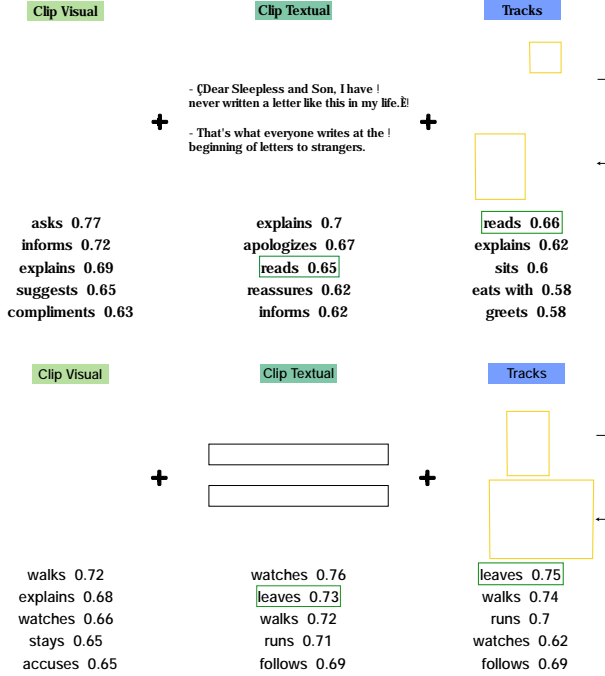 Clip Visual Clip Textual Tracks
- ÇDear Sleepless and Son, I have !
never written a letter like this in my life.È!
- That's what everyone writes at the !
beginning of letters to strangers.
+ +
asks 0.77 explains 0.7 reads 0.66
informs 0.72 apologizes 0.67 explains 0.62
explains 0.69 reads 0.65 sits 0.6
suggests 0.65 reassures 0.62 eats with 0.58
compliments 0.63 informs 0.62 greets 0.58
Clip Visual Clip Textual Tracks
+ +
walks 0.72 watches 0.76 leaves 0.75
explains 0.68 leaves 0.73 walks 0.74
watches 0.66 walks 0.72 runs 0.7
stays 0.65 runs 0.71 watches 0.62
accuses 0.65 follows 0.69 follows 0.69